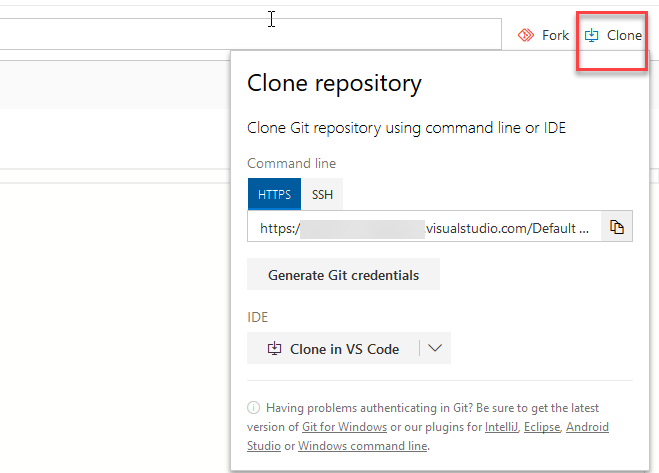 Fork Clone
Clone repository
Clone Git repository using command line or IDE
Command line
HTTPS SSH
https:/ .visualstudio.com/Default ...
Generate Git credentials
IDE
Clone in VS Code
Having problems authenticating in Git? Be sure to get the latest
version of Git for Windows or our plugins for IntelliJ, Eclipse, Android
Studio or Windows command line.